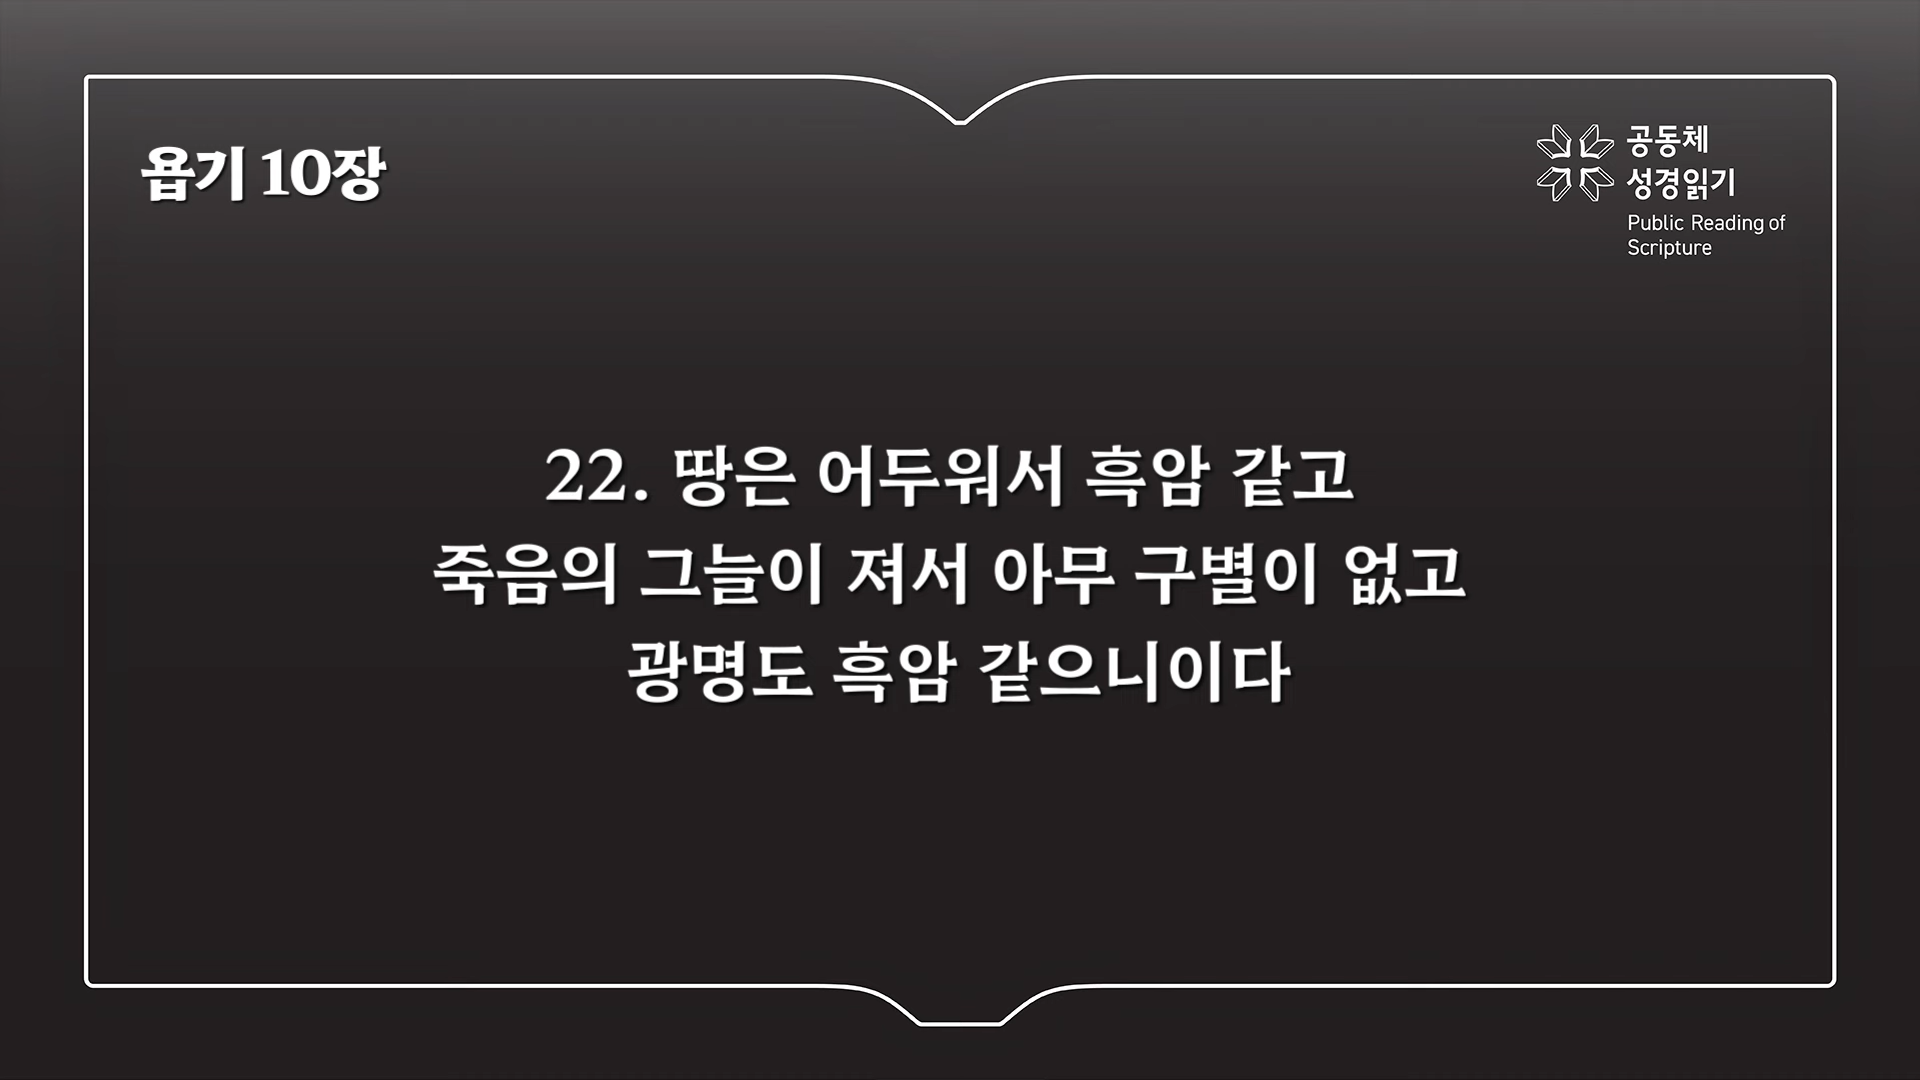 욥기 10장
공동체
성경읽기
Public Reading of
Scripture
22. 땅은 어두워서 흑암 같고
죽음의 그늘이 져서 아무 구별이 없고
광명도 흑암 같으니이다